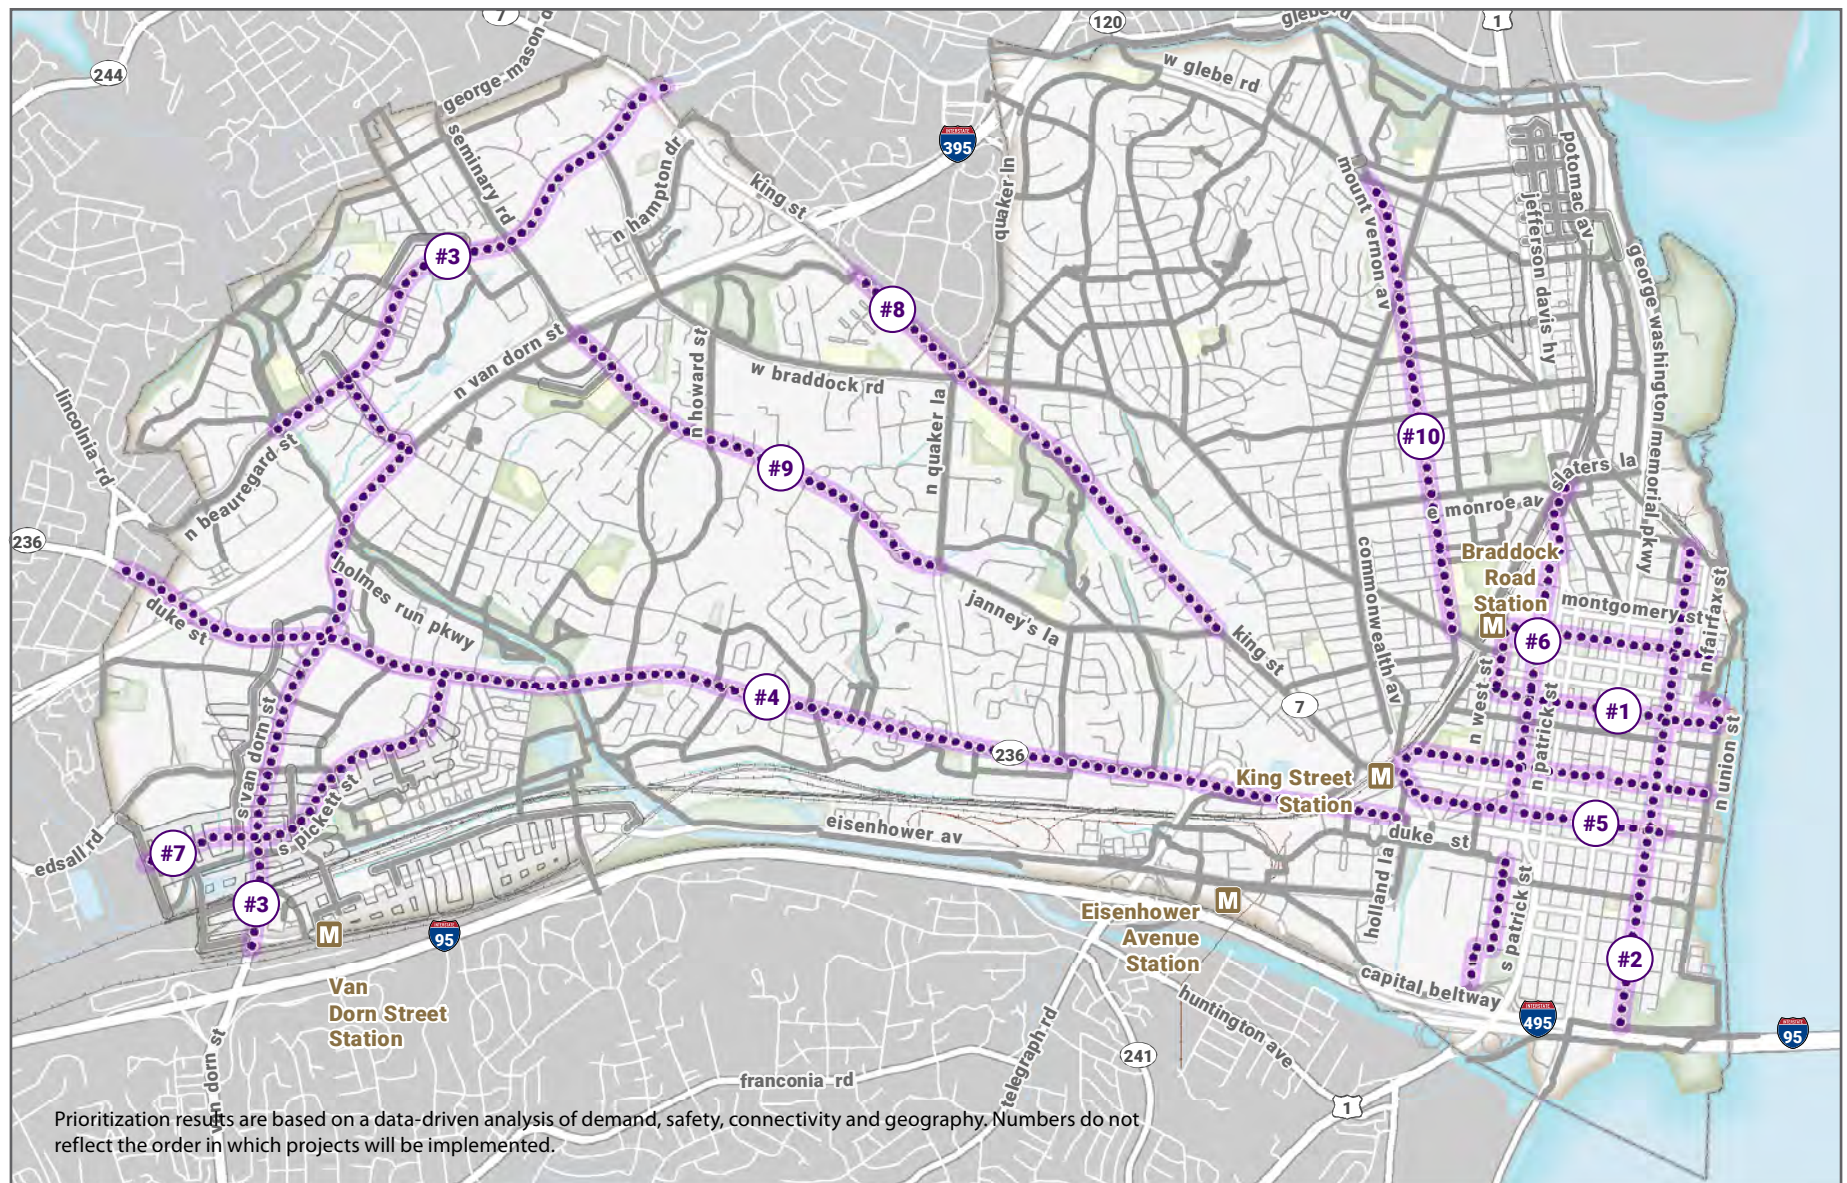 7
120
glebe rd
1
244
george mason d
w glebe rd
INTERSTATE
395
seminary rd
n hampton dr
king st
quaker ln
mount vernon av
potomac av
jefferson davis hy
george washington memorial pkwy
#3
#8
n van dorn st
n howard st
w braddock rd
n quaker la
lincolnia rd
#10
#9
n beauregard st
slaters la
e monroe av
236
Braddock
Road
Station
M
commonwealth av
holmes run pkwy
duke st
janney's la
montgomery st
n fairfax st
king st
#6
n west st
n patrick st
#1
#4
7
s van dorn st
236
King Street
Station
M
n union st
s pickett st
edsall rd
#7
eisenhower av
duke st
#5
holland la
s patrick st
#3
M
INTERSTATE
95
Van
Dorn Street
Station
M
Eisenhower
Avenue
Station
#2
capital beltway
huntington ave
INTERSTATE
495
INTERSTATE
95
telegraph rd
241
van dorn st
franconia rd
1
Prioritization results are based on a data-driven analysis of demand, safety, connectivity and geography. Numbers do not
reflect the order in which projects will be implemented.